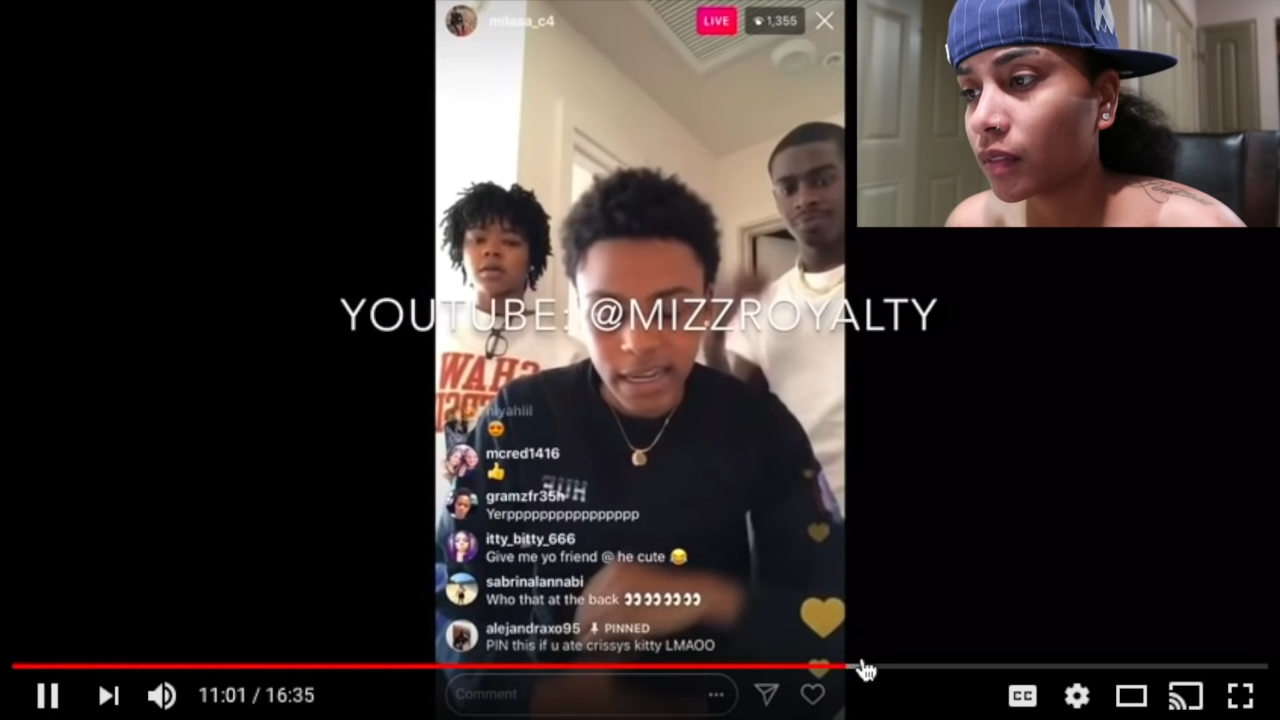 milaaa_c4
LIVE
1,355
YOUTUBE: @MIZZROYALTY
mcred1416
👍
gramzfr35h
Yerpppppppppppppppp
itty_bitty_666
Give me yo friend @ he cute 😂
sabrinalannabi
Who that at the back 👀👀👀👀👀👀👀
alejandraxo95 PINNED
PIN this if u ate crissys kitty LMAOO
Comment
11:01 / 16:35
CC